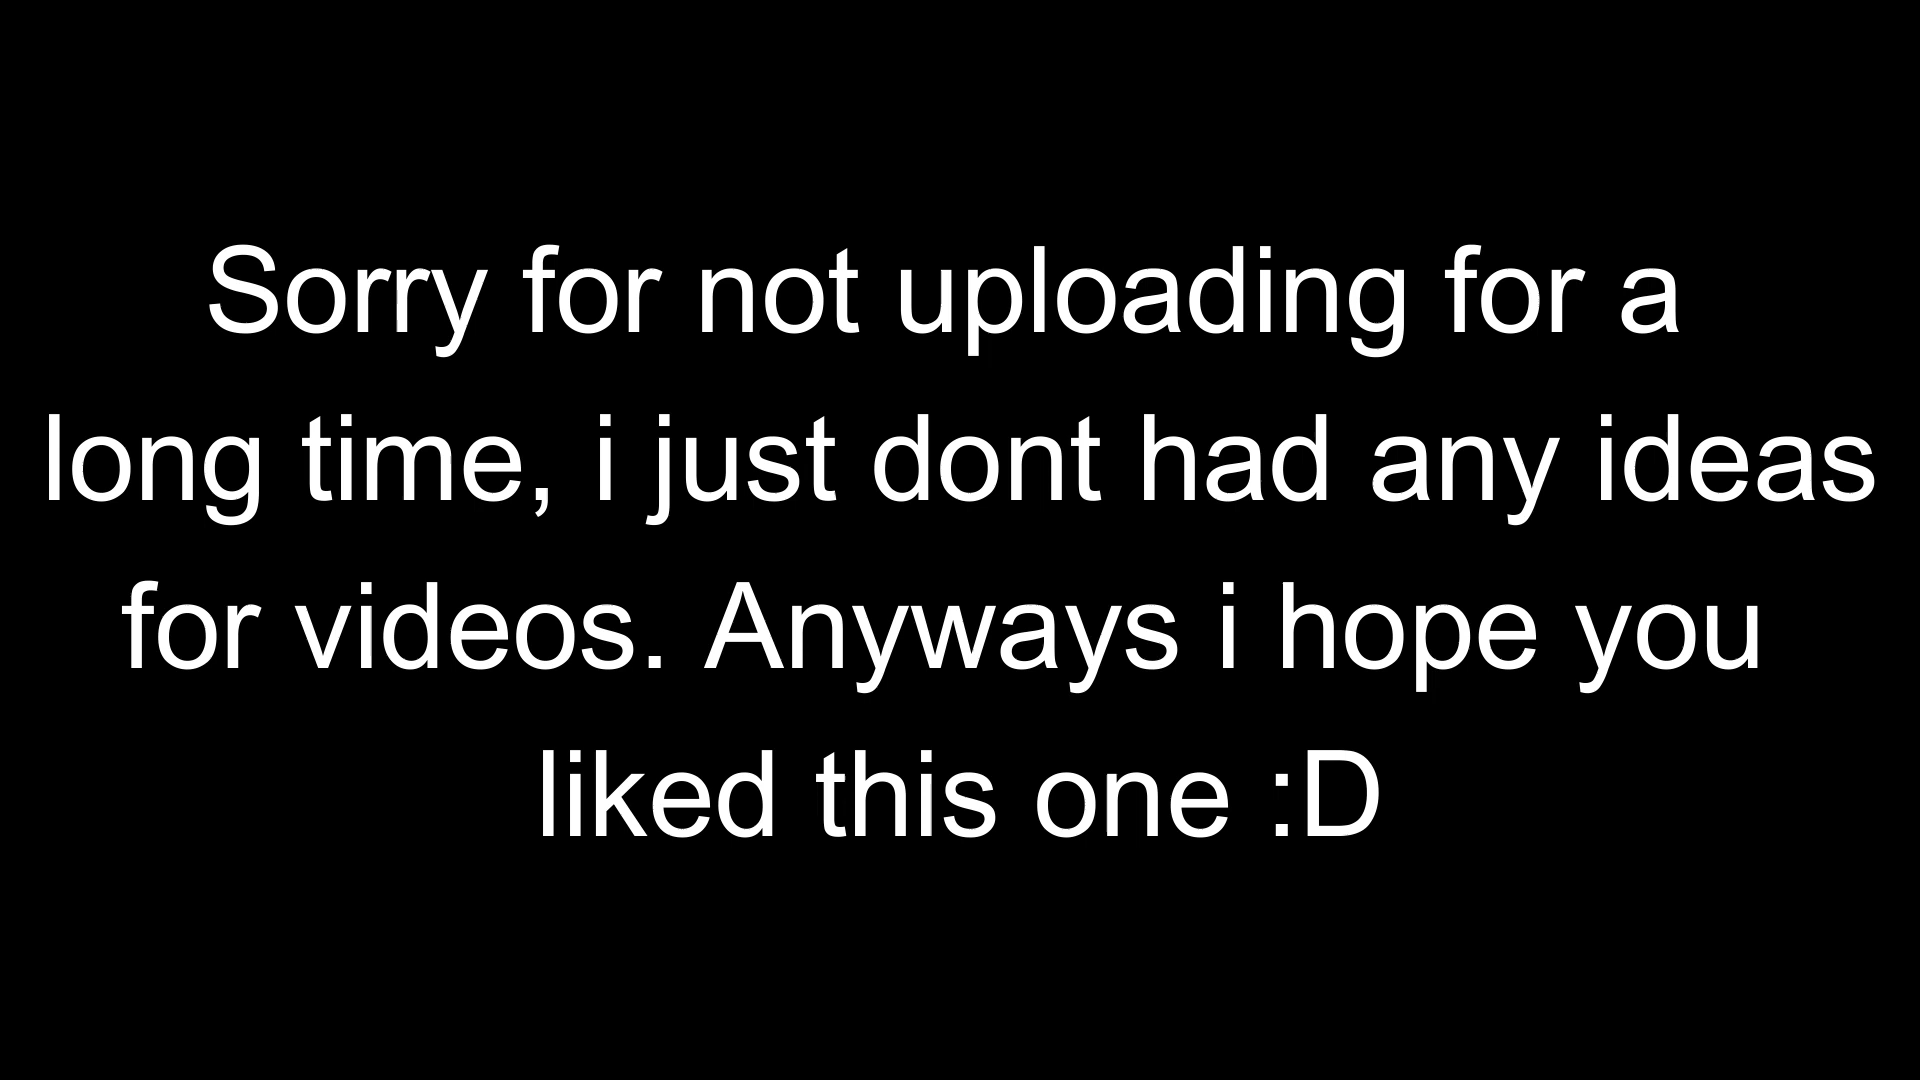 Sorry for not uploading for a
long time, i just dont had any ideas
for videos. Anyways i hope you
liked this one :D